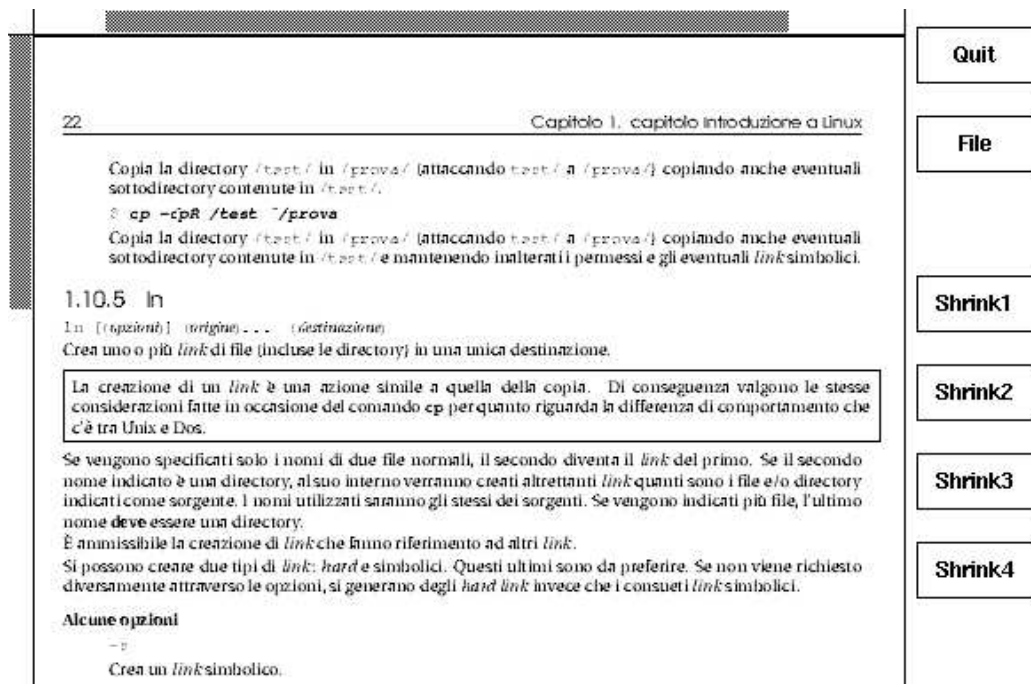 22 Capitolo 1. capitolo Introduzione a Linux
Copia la directory /test/ in /prova/ (attaccando test/ a /prova/) copiando anche eventuali
sottodirectory contenute in /test/.
$ cp -dpR /test ~/prova
Copia la directory /test/ in /prova/ (attaccando test/ a /prova/) copiando anche eventuali
sottodirectory contenute in /test/ e mantenendo inalterati i permessi e gli eventuali link simbolici.
1.10.5 ln
ln [⟨opzioni⟩] ⟨origine⟩... ⟨destinazione⟩
Crea uno o più link di file (incluse le directory) in una unica destinazione.
La creazione di un link è una azione simile a quella della copia. Di conseguenza valgono le stesse
considerazioni fatte in occasione del comando cp per quanto riguarda la differenza di comportamento che
c'è tra Unix e Dos.
Se vengono specificati solo i nomi di due file normali, il secondo diventa il link del primo. Se il secondo
nome indicato è una directory, al suo interno verranno creati altrettanti link quanti sono i file e/o directory
indicati come sorgente. I nomi utilizzati saranno gli stessi dei sorgenti. Se vengono indicati più file, l'ultimo
nome deve essere una directory.
È ammissibile la creazione di link che fanno riferimento ad altri link.
Si possono creare due tipi di link: hard e simbolici. Questi ultimi sono da preferire. Se non viene richiesto
diversamente attraverso le opzioni, si generano degli hard link invece che i consueti link simbolici.
Alcune opzioni
-s
Crea un link simbolico.
Quit
File
Shrink1
Shrink2
Shrink3
Shrink4